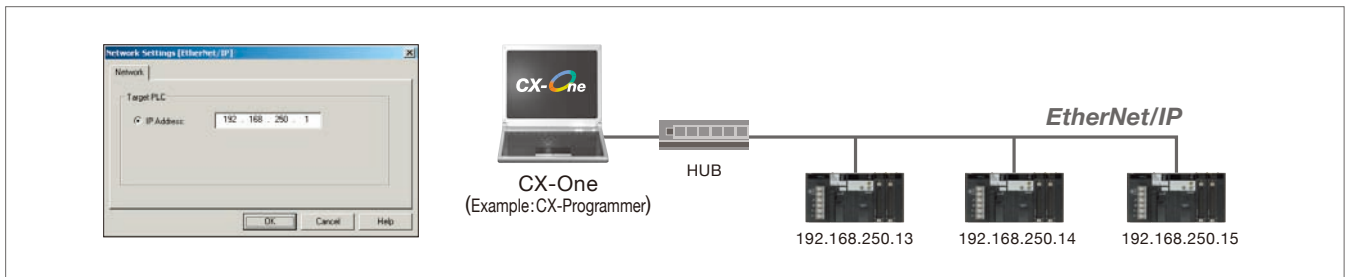 Network Settings [EtherNet/IP]
Network
Target PLC
IP Address:
192 . 168 . 250 . 1
OK
Cancel
Help
CX-One
CX-One
(Example:CX-Programmer)
HUB
EtherNet/IP
192.168.250.13
192.168.250.14
192.168.250.15